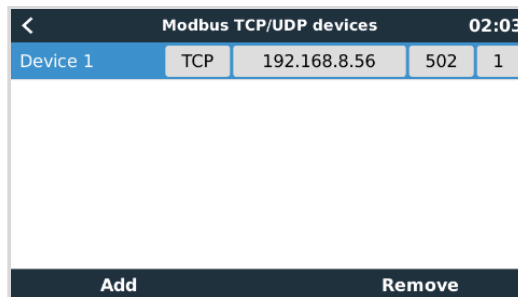 Modbus TCP/UDP devices 02:03
Device 1 TCP 192.168.8.56 502 1
Add Remove